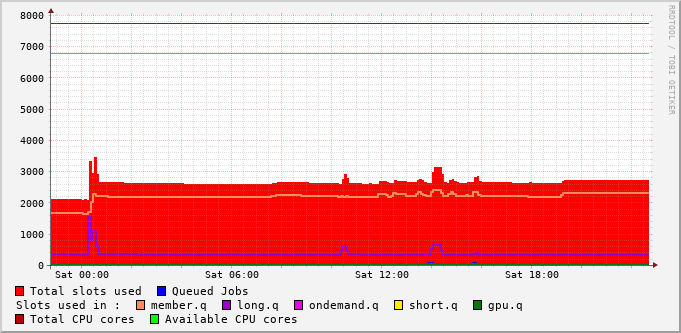 8000
7000
6000
5000
4000
3000
2000
1000
0
Sat 00:00 Sat 06:00 Sat 12:00 Sat 18:00
RRDTOOL / TOBI OETIKER
Total slots used Queued Jobs
Slots used in : member.q long.q ondemand.q short.q gpu.q
Total CPU cores Available CPU cores